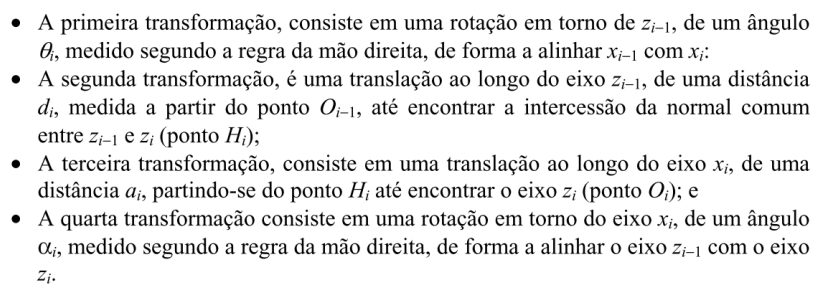 • A primeira transformação, consiste em uma rotação em torno de zᵢ₋₁, de um ângulo
θᵢ, medido segundo a regra da mão direita, de forma a alinhar xᵢ₋₁ com xᵢ:
• A segunda transformação, é uma translação ao longo do eixo zᵢ₋₁, de uma distância
dᵢ, medida a partir do ponto Oᵢ₋₁, até encontrar a intercessão da normal comum
entre zᵢ₋₁ e zᵢ (ponto Hᵢ);
• A terceira transformação, consiste em uma translação ao longo do eixo xᵢ, de uma
distância aᵢ, partindo-se do ponto Hᵢ até encontrar o eixo zᵢ (ponto Oᵢ); e
• A quarta transformação consiste em uma rotação em torno do eixo xᵢ, de um ângulo
αᵢ, medido segundo a regra da mão direita, de forma a alinhar o eixo zᵢ₋₁ com o eixo
zᵢ.